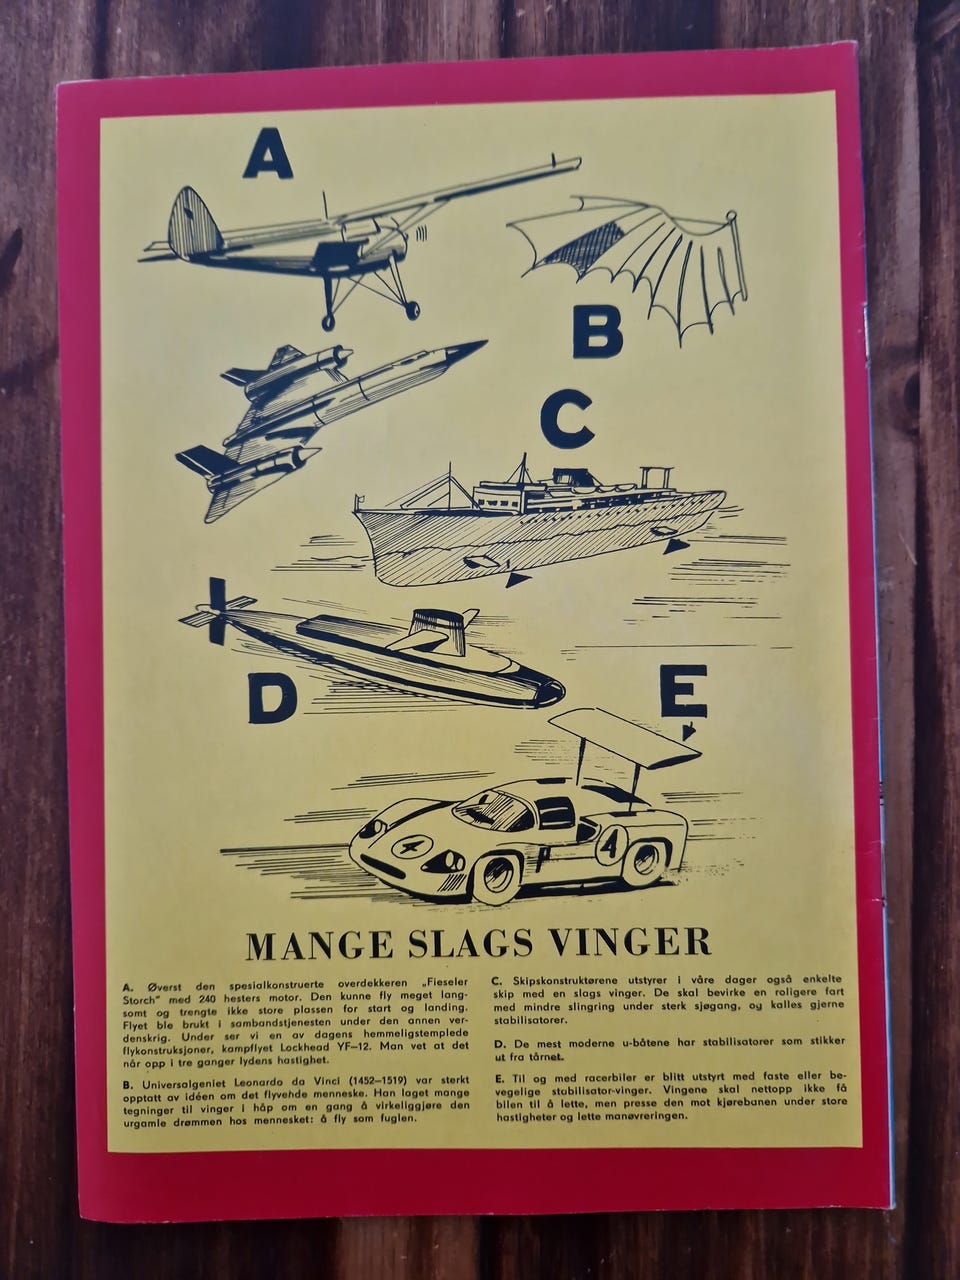 A
B
C
D
E
4
4
MANGE SLAGS VINGER
A. Øverst den spesialkonstruerte overdekkeren „Fieseler
Storch" med 240 hesters motor. Den kunne fly meget lang-
somt og trengte ikke store plassen for start og landing.
Flyet ble brukt i sambandstjenesten under den annen ver-
denskrig. Under ser vi en av dagens hemmeligstemplede
flykonstruksjoner, kampflyet Lockhead YF–12. Man vet at det
når opp i tre ganger lydens hastighet.
B. Universalgeniet Leonardo da Vinci (1452–1519) var sterkt
opptatt av idéen om det flyvende menneske. Han laget mange
tegninger til vinger i håp om en gang å virkeliggjøre den
urgamle drømmen hos mennesket: å fly som fuglen.
C. Skipskonstruktørene utstyrer i våre dager også enkelte
skip med en slags vinger. De skal bevirke en roligere fart
med mindre slingring under sterk sjøgang, og kalles gjerne
stabilisatorer.
D. De mest moderne u-båtene har stabilisatorer som stikker
ut fra tårnet.
E. Til og med racerbiler er blitt utstyrt med faste eller be-
vegelige stabilisator-vinger. Vingene skal nettopp ikke få
bilen til å lette, men presse den mot kjørebanen under store
hastigheter og lette manøvreringen.